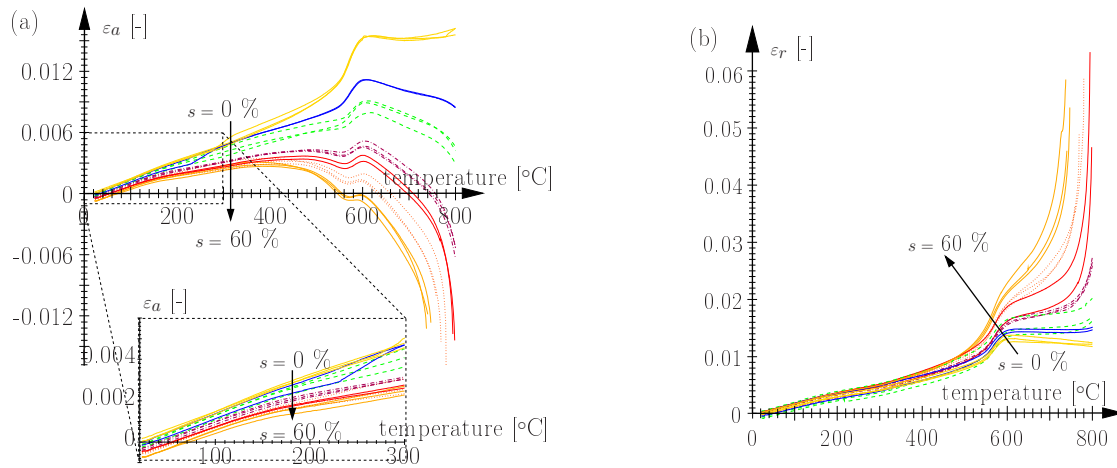 (a)
εₐ [-]
0.012
0.006
0
-0.006
-0.012
s = 0 %
s = 60 %
temperature [°C]
0 200 400 600 800
εₐ [-]
0.004
0.002
0
s = 0 %
s = 60 %
temperature [°C]
100 200 300
(b)
εᵣ [-]
0.06
0.05
0.04
0.03
0.02
0.01
0
s = 60 %
s = 0 %
temperature [°C]
0 200 400 600 800